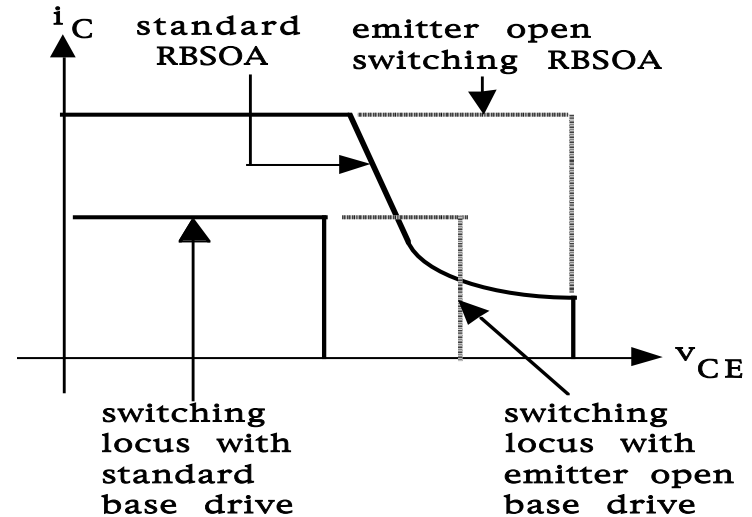 i C
standard
RBSOA
emitter open
switching RBSOA
v CE
switching
locus with
standard
base drive
switching
locus with
emitter open
base drive